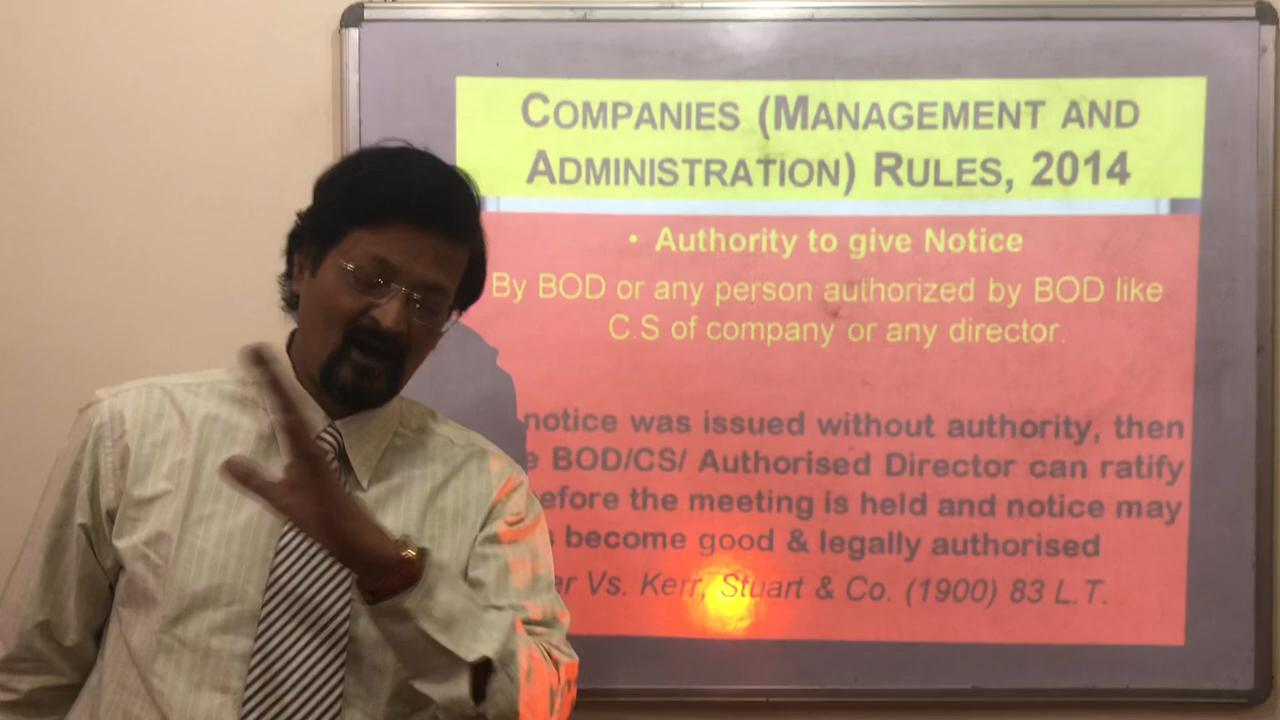 COMPANIES (MANAGEMENT AND
ADMINISTRATION) RULES, 2014
• Authority to give Notice
By BOD or any person authorized by BOD like
C.S of company or any director.
notice was issued without authority, then
BOD/CS/ Authorised Director can ratify
the meeting is held and notice may
become good & legally authorised
Vs. Kerr, Stuart & Co. (1900) 83 L.T.